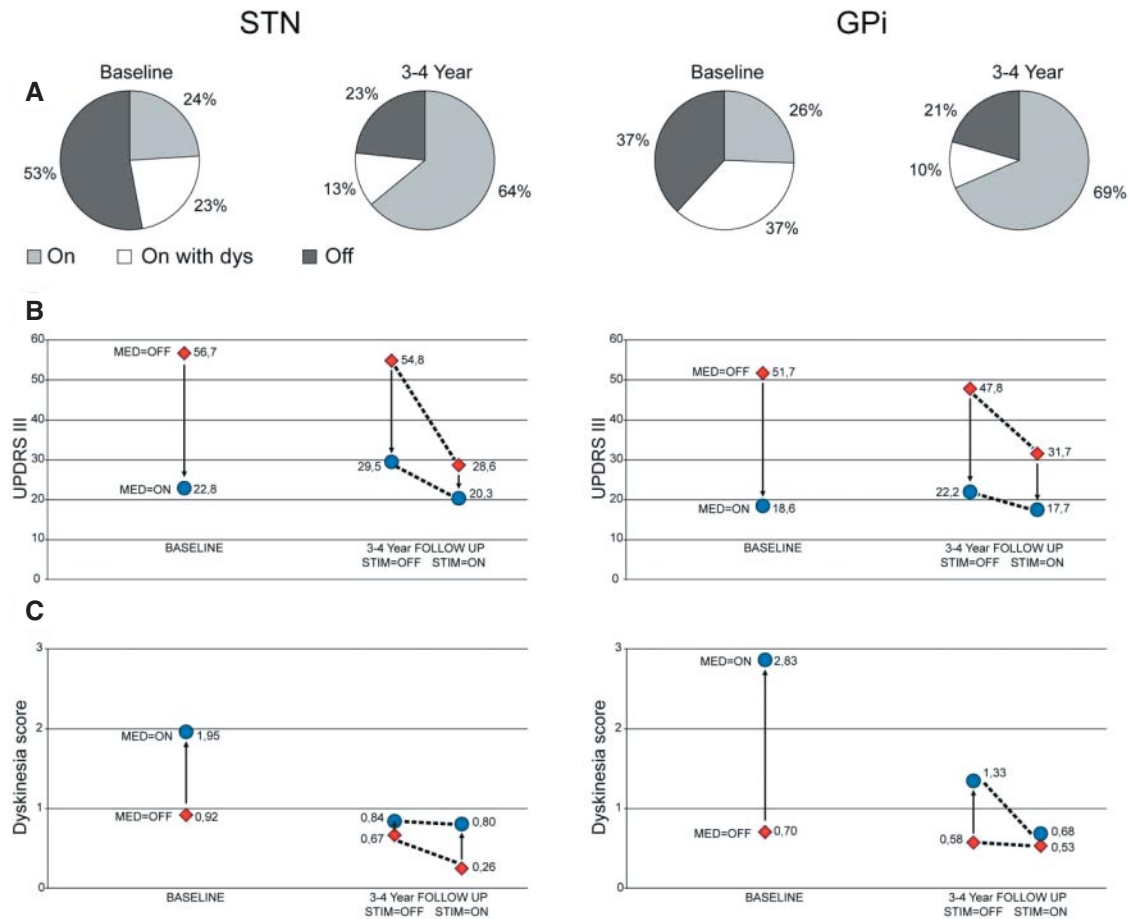 STN
GPi
A
Baseline
3-4 Year
Baseline
3-4 Year
24%
23%
53%
23%
13%
64%
26%
37%
37%
21%
10%
69%
On
On with dys
Off
B
UPDRS III
60
50
40
30
20
10
0
MED=OFF
56,7
MED=ON
22,8
54,8
29,5
28,6
20,3
BASELINE
3-4 Year FOLLOW UP
STIM=OFF STIM=ON
UPDRS III
60
50
40
30
20
10
0
MED=OFF
51,7
MED=ON
18,6
47,8
22,2
31,7
17,7
BASELINE
3-4 Year FOLLOW UP
STIM=OFF STIM=ON
C
Dyskinesia score
3
2
1
0
MED=ON
1,95
MED=OFF
0,92
0,84
0,67
0,80
0,26
BASELINE
3-4 Year FOLLOW UP
STIM=OFF STIM=ON
Dyskinesia score
3
2
1
0
MED=ON
2,83
MED=OFF
0,70
1,33
0,58
0,68
0,53
BASELINE
3-4 Year FOLLOW UP
STIM=OFF STIM=ON